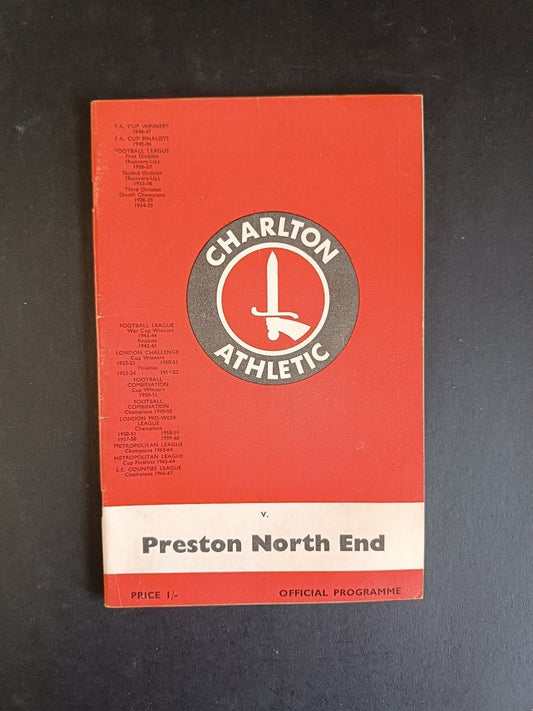 F.A. CUP WINNERS
1946-47
F.A. CUP FINALISTS
1945-46
FOOTBALL LEAGUE
First Division
(Runners-Up)
1936-37
Second Division
(Runners-Up)
1935-36
Third Division
(South Champions)
1928-29
1934-35
CHARLTON
ATHLETIC
FOOTBALL LEAGUE
War Cup Winners
1943-44
Finalists
1942-43
LONDON CHALLENGE
Cup Winners
1922-23 1950-51
Finalists
1923-24 1951-52
FOOTBALL
COMBINATION
Cup Winners
1950-51
FOOTBALL
COMBINATION
Champions 1949-50
LONDON MID-WEEK
LEAGUE
Champions
1950-51 1958-59
1957-58 1959-60
METROPOLITAN LEAGUE
Champions 1963-64
METROPOLITAN LEAGUE
Cup Finalists 1963-64
S.E. COUNTIES LEAGUE
Champions 1966-67
v.
Preston North End
PRICE 1/- OFFICIAL PROGRAMME